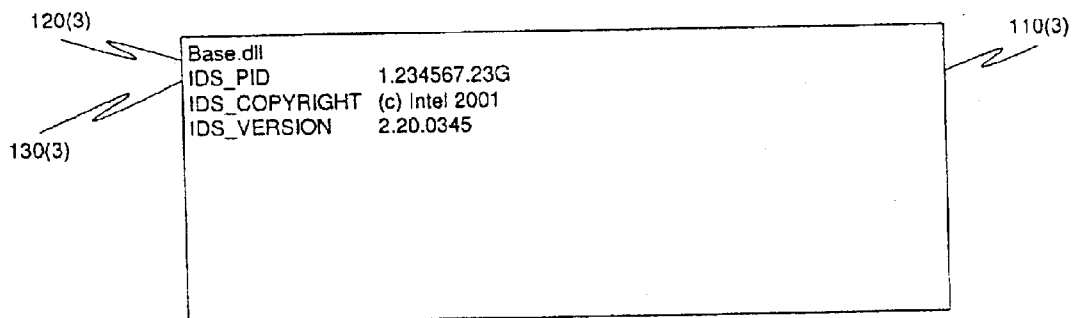 120(3)
110(3)
Base.dll
IDS_PID 1.234567.23G
IDS_COPYRIGHT (c) Intel 2001
IDS_VERSION 2.20.0345
130(3)